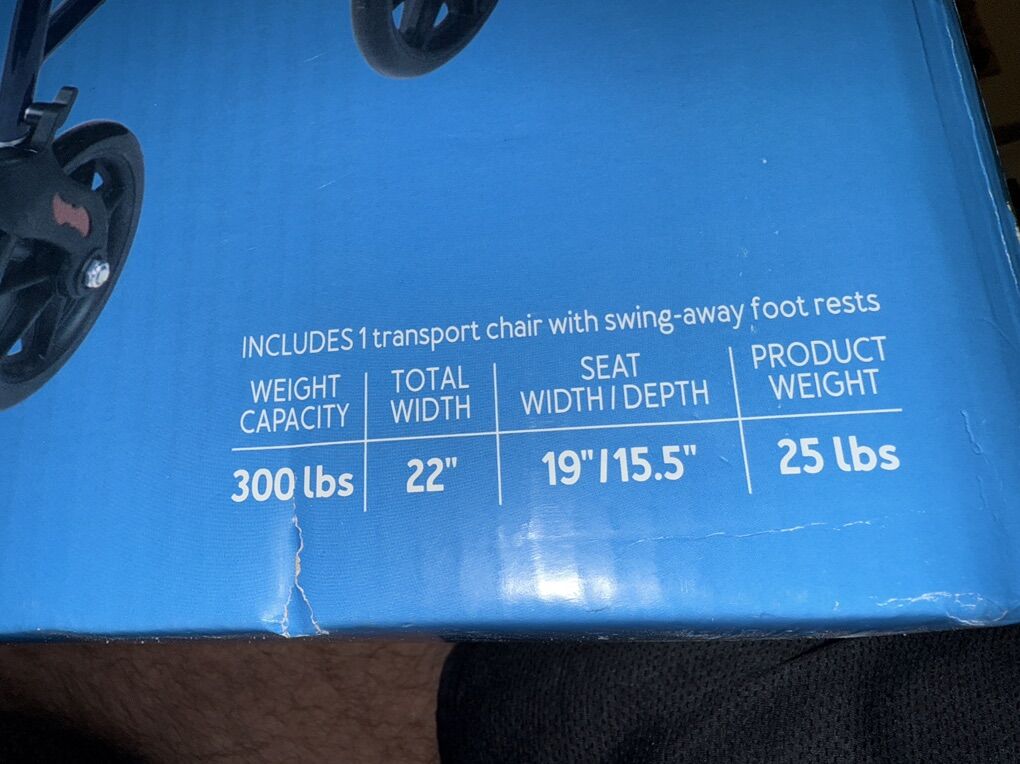 INCLUDES 1 transport chair with swing-away foot rests
WEIGHT CAPACITY
TOTAL WIDTH
SEAT WIDTH / DEPTH
PRODUCT WEIGHT
300 lbs
22"
19"/15.5"
25 lbs